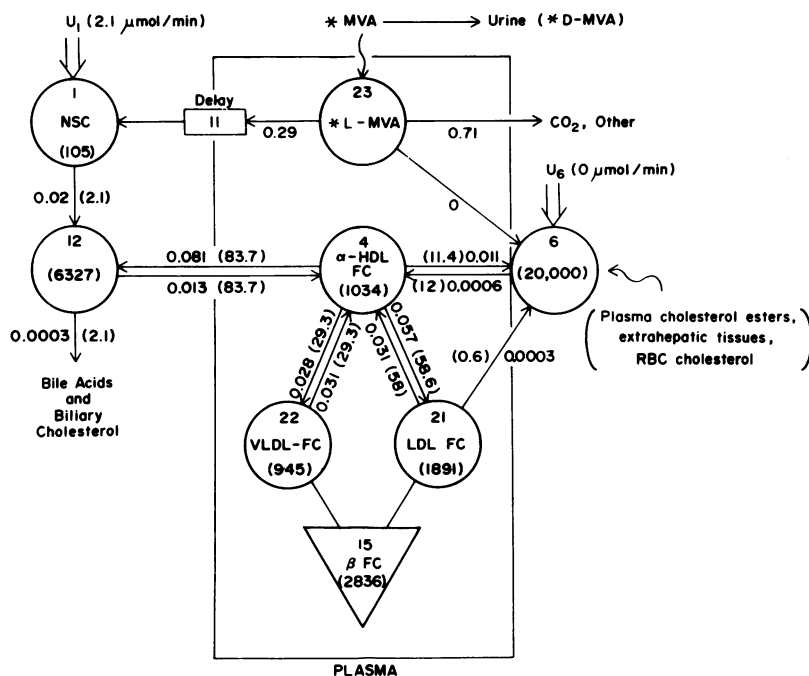 U1 (2.1 μmol/min)
* MVA
Urine (* D-MVA)
1
NSC
(105)
Delay
11
0.29
23
* L-MVA
0.71
CO2, Other
U6 (0 μmol/min)
0
0.02 (2.1)
12
(6327)
0.081 (83.7)
0.013 (83.7)
4
α-HDL
FC
(1034)
(11.4) 0.011
(12) 0.0006
6
(20,000)
(Plasma cholesterol esters,
extrahepatic tissues,
RBC cholesterol)
0.0003 (2.1)
Bile Acids
and
Biliary
Cholesterol
0.028 (29.3)
0.031 (29.3)
0.057 (58.6)
0.031 (58)
(0.6) 0.0003
22
VLDL-FC
(945)
21
LDL FC
(1891)
15
β FC
(2836)
PLASMA